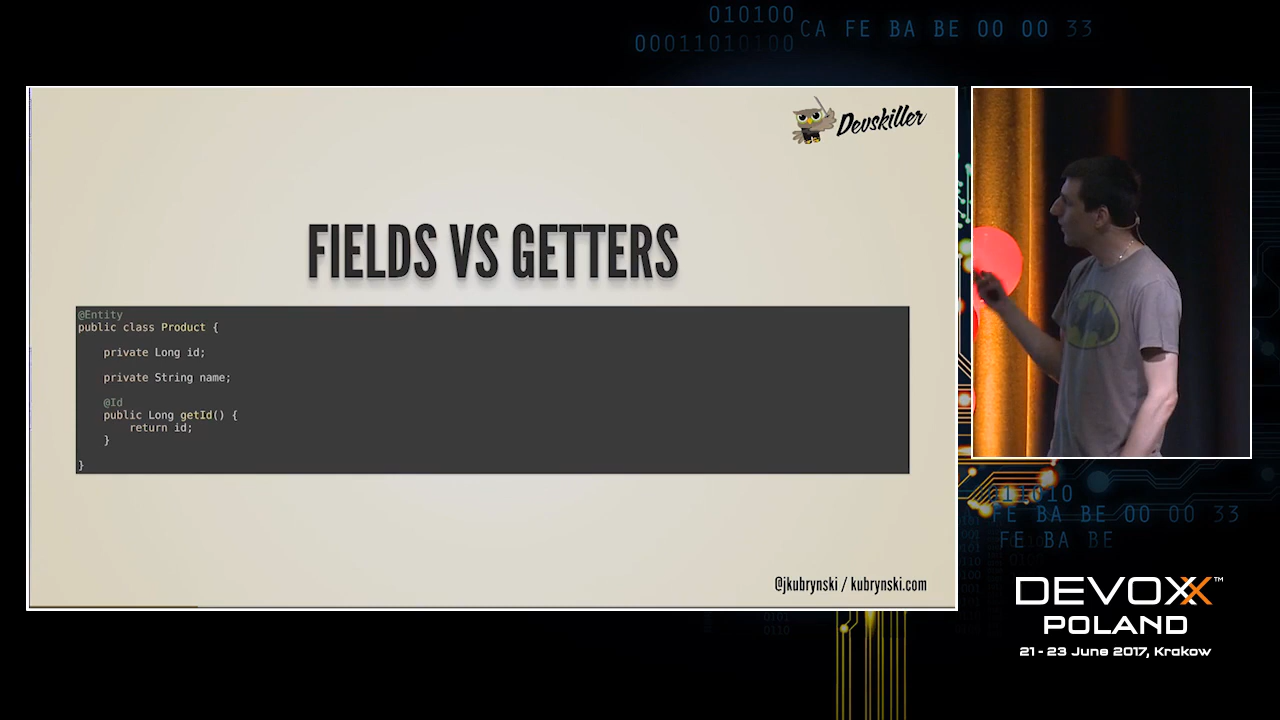 010100
CA FE BA BE 00 00 33
00011010100
Devskiller
FIELDS VS GETTERS
@Entity
public class Product {
private Long id;
private String name;
@Id
public Long getId() {
return id;
}
}
@jkubrynski / kubrynski.com
011010
FE BA BE 00 00 33
FE BA BE
DEVOXX™
POLAND
21 - 23 June 2017, Krakow